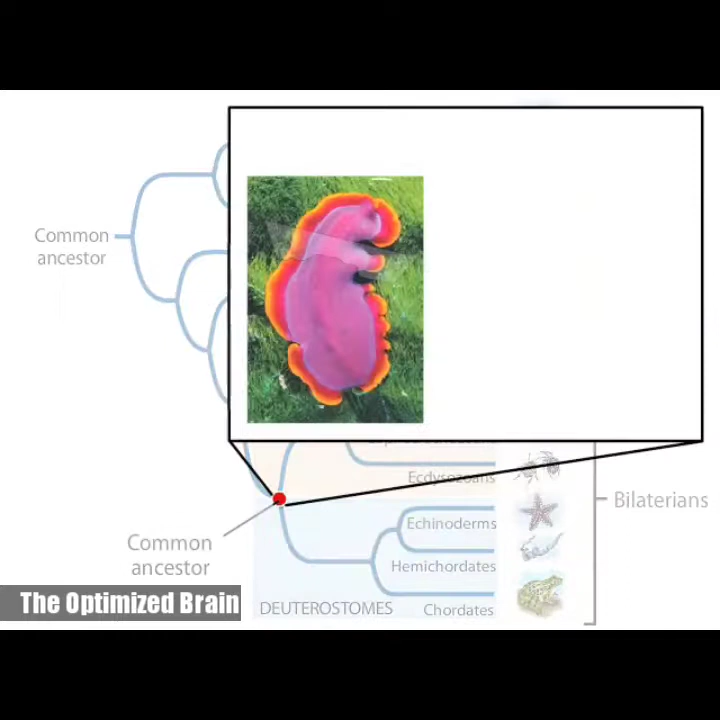 Common
ancestor
Ecdysozoans
Echinoderms
Bilaterians
Common
ancestor
Hemichordates
The Optimized Brain
DEUTEROSTOMES
Chordates